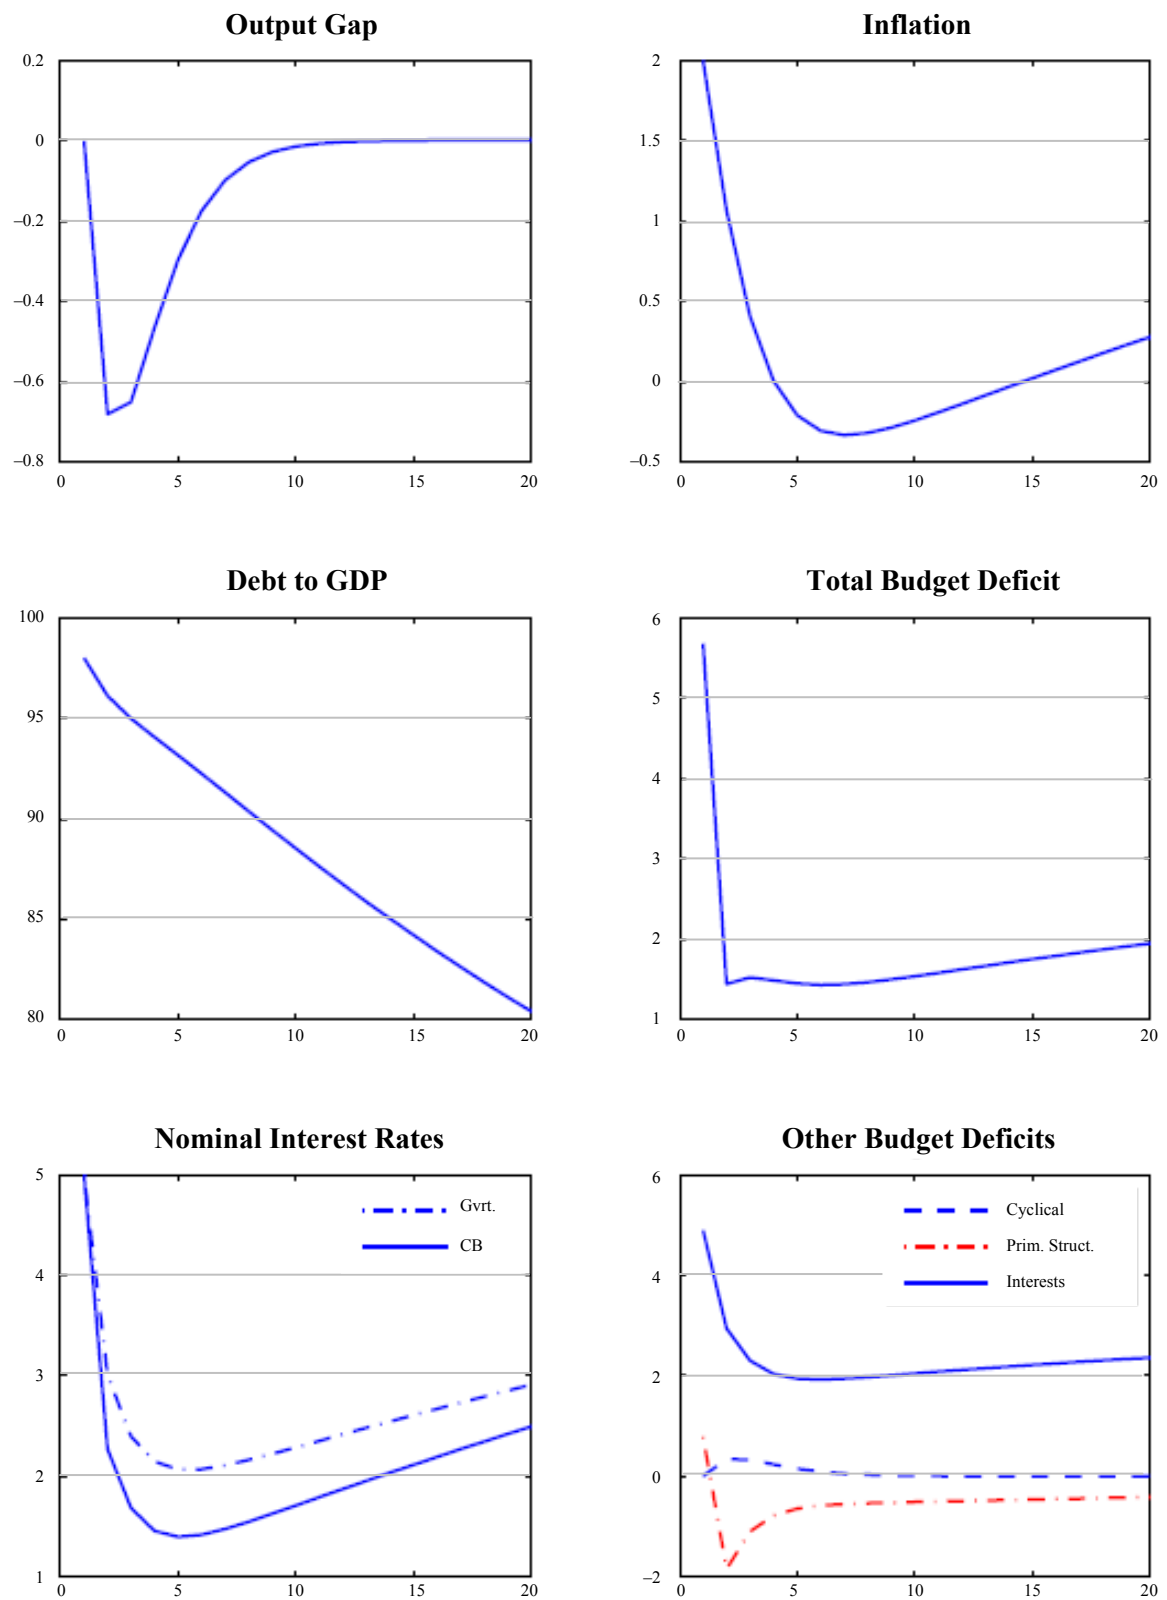 Output Gap
0.2
0
–0.2
–0.4
–0.6
–0.8
0 5 10 15 20
Inflation
2
1.5
1
0.5
0
–0.5
0 5 10 15 20
Debt to GDP
100
95
90
85
80
0 5 10 15 20
Total Budget Deficit
6
5
4
3
2
1
0 5 10 15 20
Nominal Interest Rates
5
4
3
2
1
Gvrt.
CB
0 5 10 15 20
Other Budget Deficits
6
4
2
0
–2
Cyclical
Prim. Struct.
Interests
0 5 10 15 20